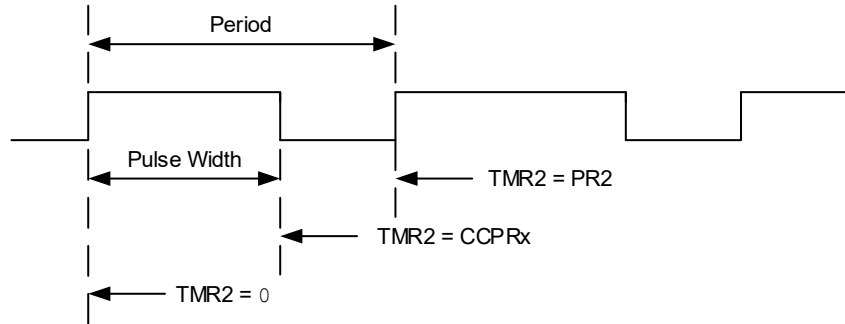 Period
Pulse Width
TMR2 = PR2
TMR2 = CCPRx
TMR2 = 0